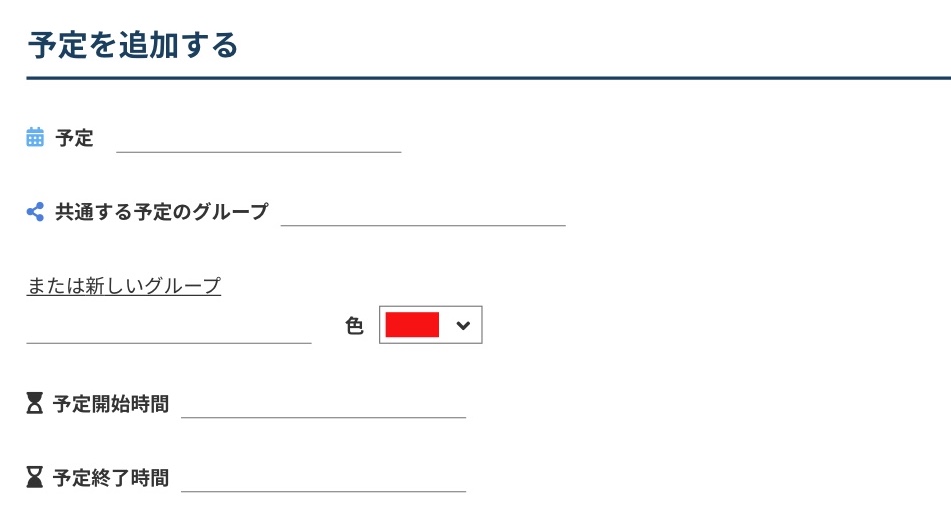 予定を追加する
予定
共通する予定のグループ
または新しいグループ
色
予定開始時間
予定終了時間